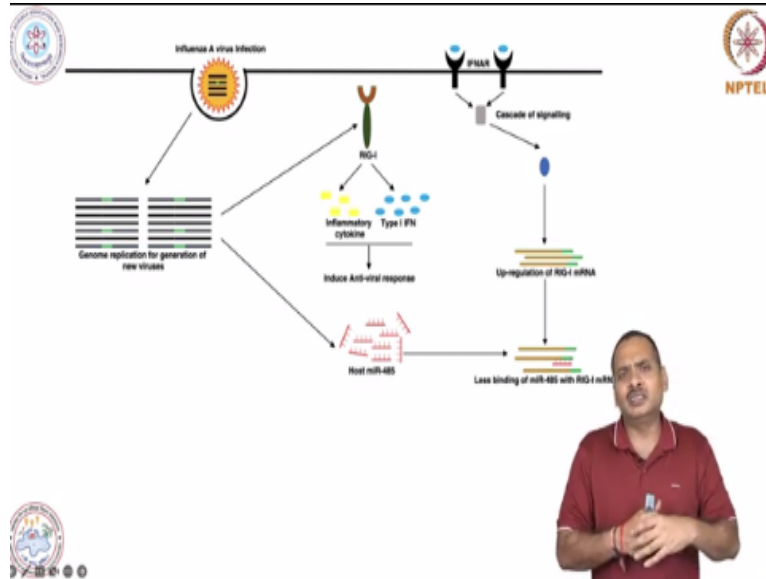 Influenza A virus infection
IFNAR
NPTEL
Cascade of signalling
RIG-I
Inflammatory cytokine
Type I IFN
Genome replication for generation of
new viruses
Induce Anti-viral response
Up-regulation of RIG-I mRNA
Host miR-485
Less binding of miR-485 with RIG-I mRN